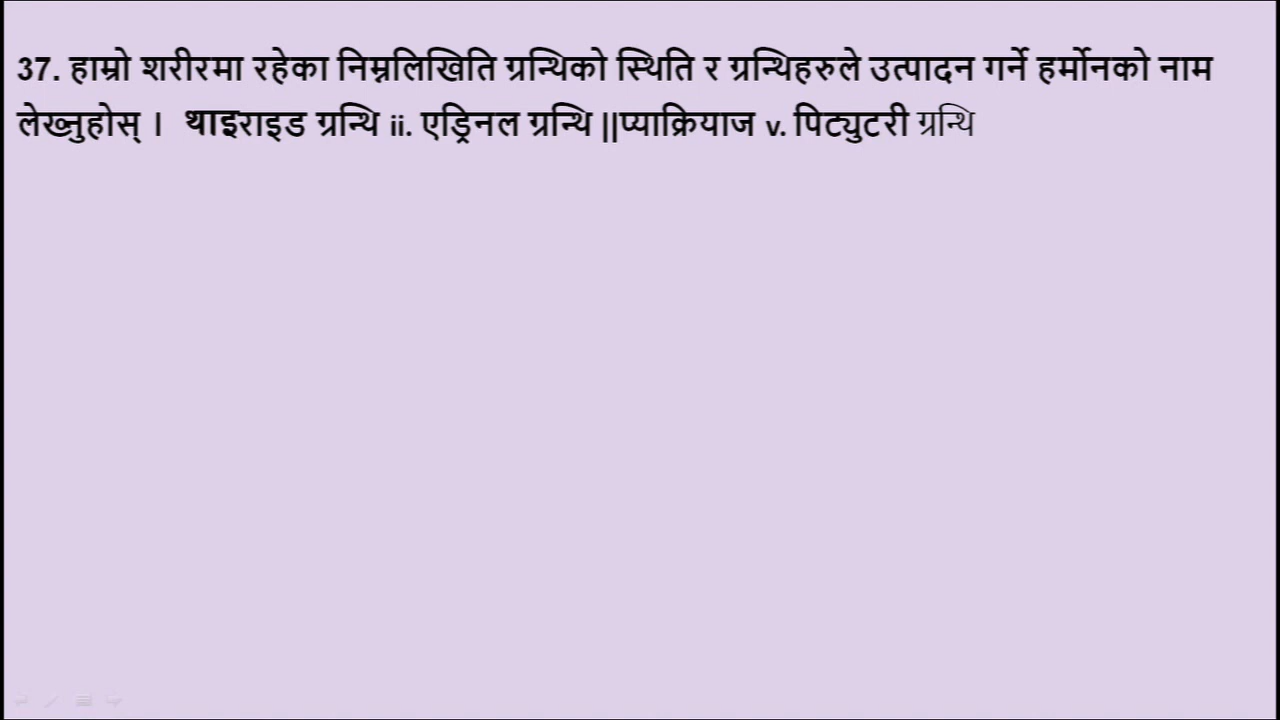 37. हाम्रो शरीरमा रहेका निम्नलिखिति ग्रन्थिको स्थिति र ग्रन्थिहरुले उत्पादन गर्ने हर्मोनको नाम
लेख्नुहोस् । थाइराइड ग्रन्थि ii. एड्रिनल ग्रन्थि ||प्याक्रियाज v. पिट्युटरी ग्रन्थि